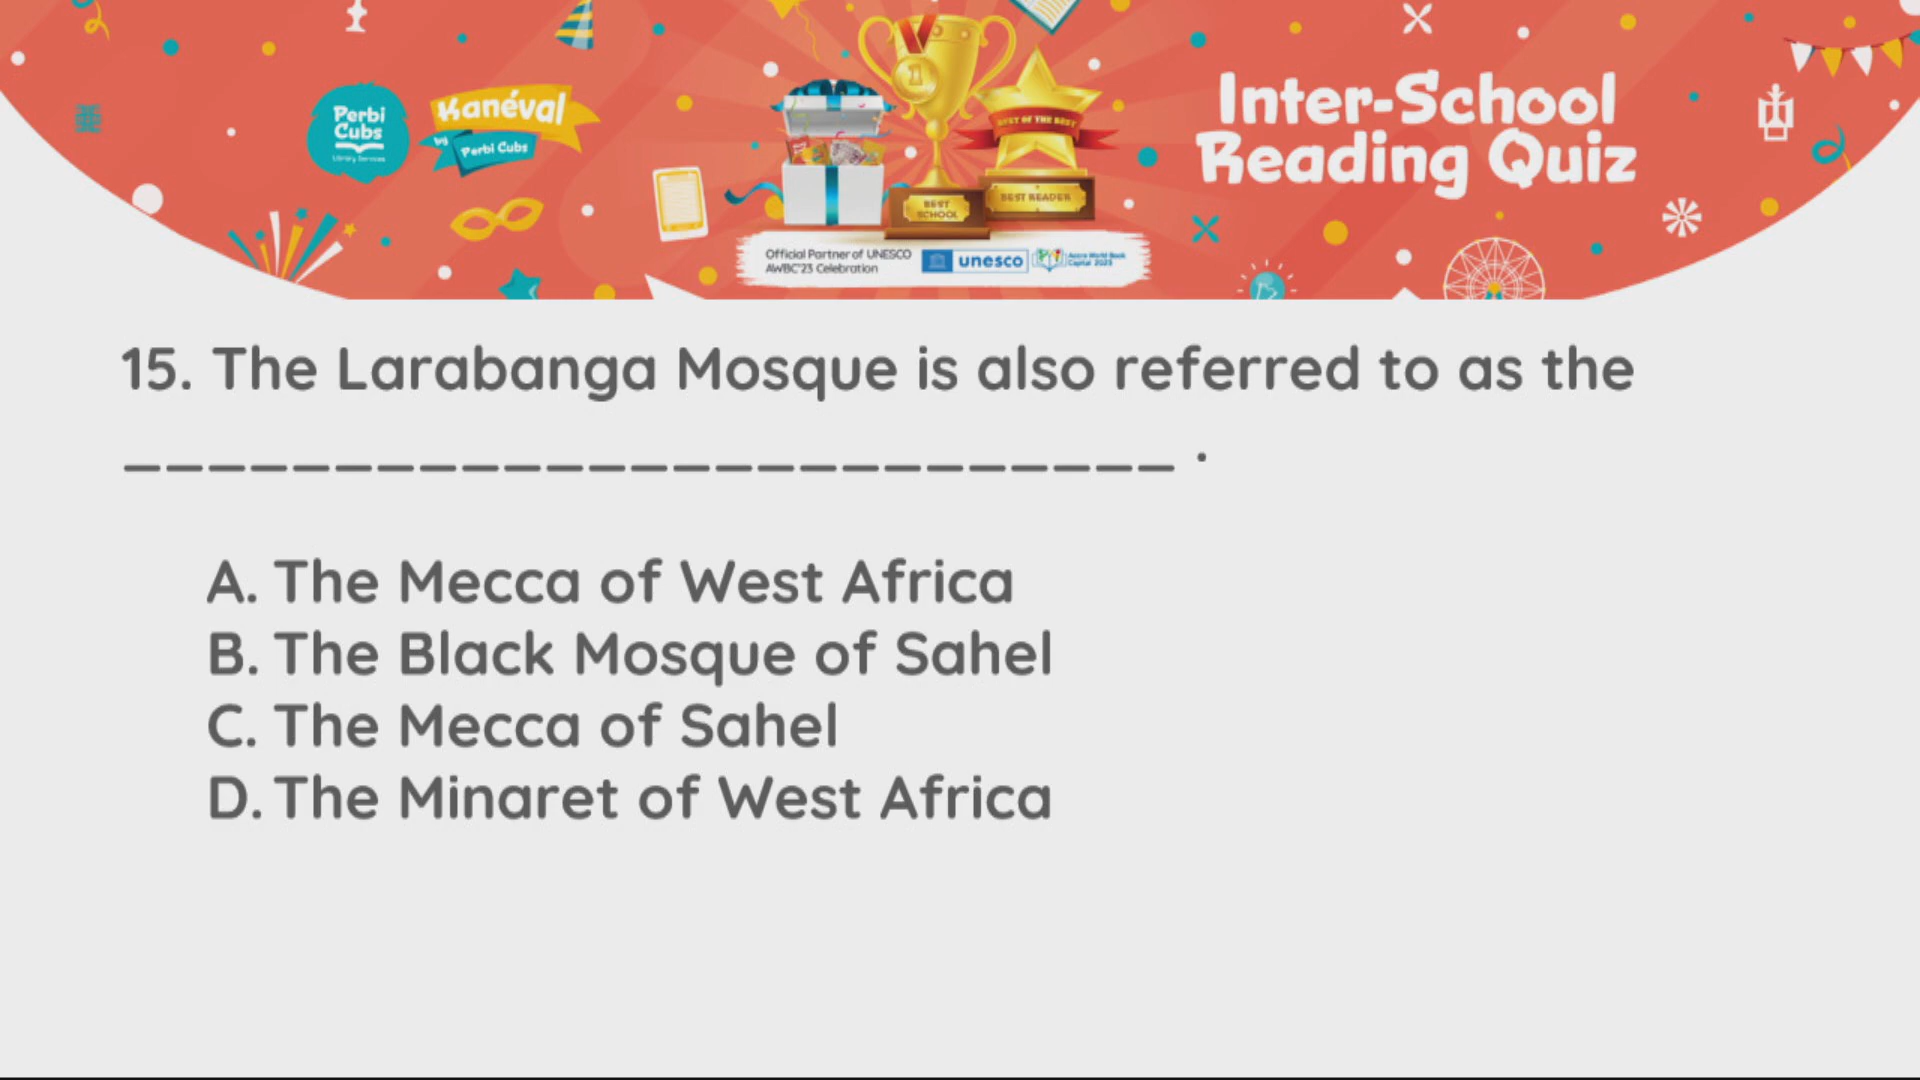 Perbi
Cubs
Library Services
Kanéval
by
Perbi Cubs
1
BEST OF THE BEST
BEST
SCHOOL
BEST READER
Inter-School
Reading Quiz
Official Partner of UNESCO
AWBC'23 Celebration
unesco
Accra World Book
Capital 2023
15. The Larabanga Mosque is also referred to as the
_________________________ .
A. The Mecca of West Africa
B. The Black Mosque of Sahel
C. The Mecca of Sahel
D. The Minaret of West Africa